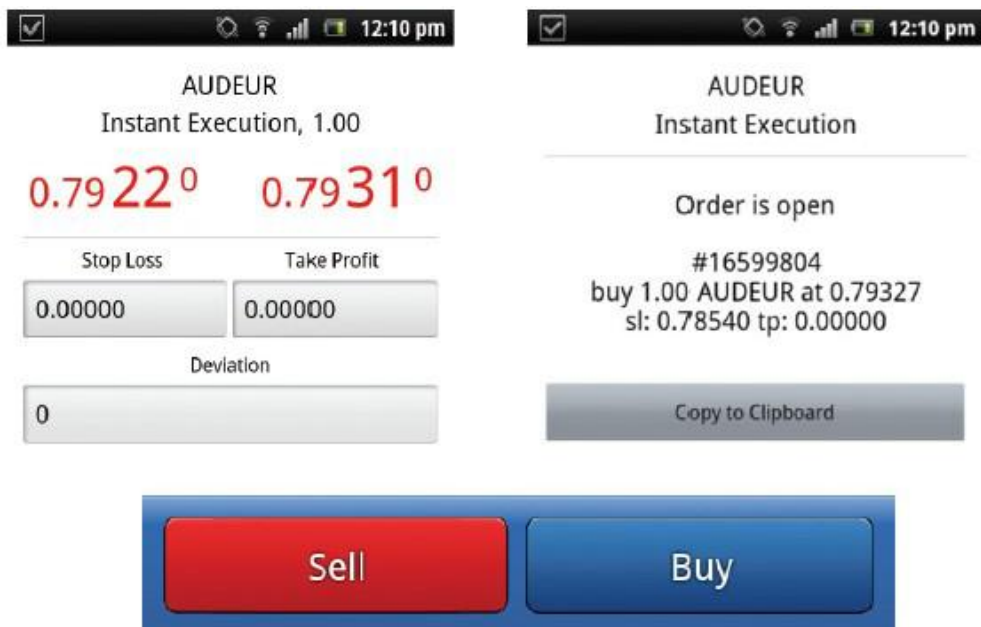 12:10 pm
AUDEUR
Instant Execution, 1.00
0.79220 0.79310
Stop Loss Take Profit
0.00000 0.00000
Deviation
0
12:10 pm
AUDEUR
Instant Execution
Order is open
#16599804
buy 1.00 AUDEUR at 0.79327
sl: 0.78540 tp: 0.00000
Copy to Clipboard
Sell Buy